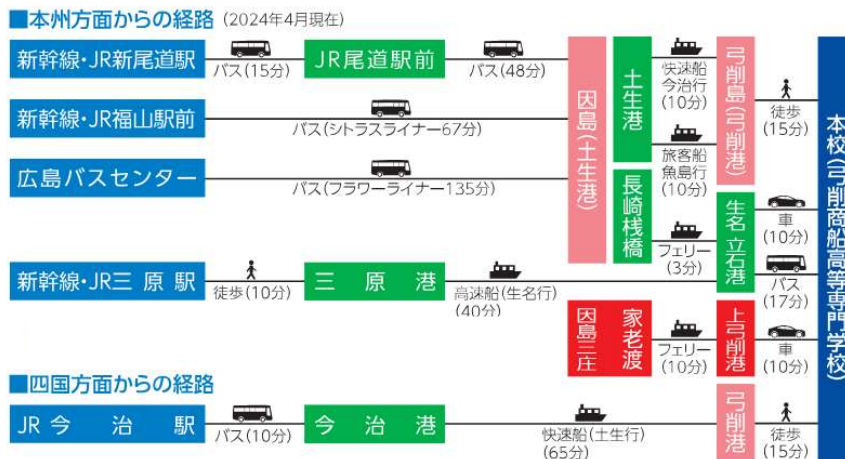 ■本州方面からの経路 (2024年4月現在)
新幹線・JR新尾道駅
バス(15分)
JR尾道駅前
バス(48分)
新幹線・JR福山駅前
バス(シトラスライナー67分)
広島バスセンター
バス(フラワーライナー135分)
因島(土生港)
土生港
快速船
今治行
(10分)
旅客船
魚島行
(10分)
弓削島(弓削港)
徒歩
(15分)
長崎桟橋
フェリー
(3分)
生名 立石港
車
(10分)
バス
(17分)
新幹線・JR三原駅
徒歩(10分)
三原港
高速船(生名行)
(40分)
因島三庄
家老渡
フェリー
(10分)
上弓削港
車
(10分)
■四国方面からの経路
JR今治駅
バス(10分)
今治港
快速船(土生行)
(65分)
弓削港
徒歩
(15分)
本校(弓削商船高等専門学校)